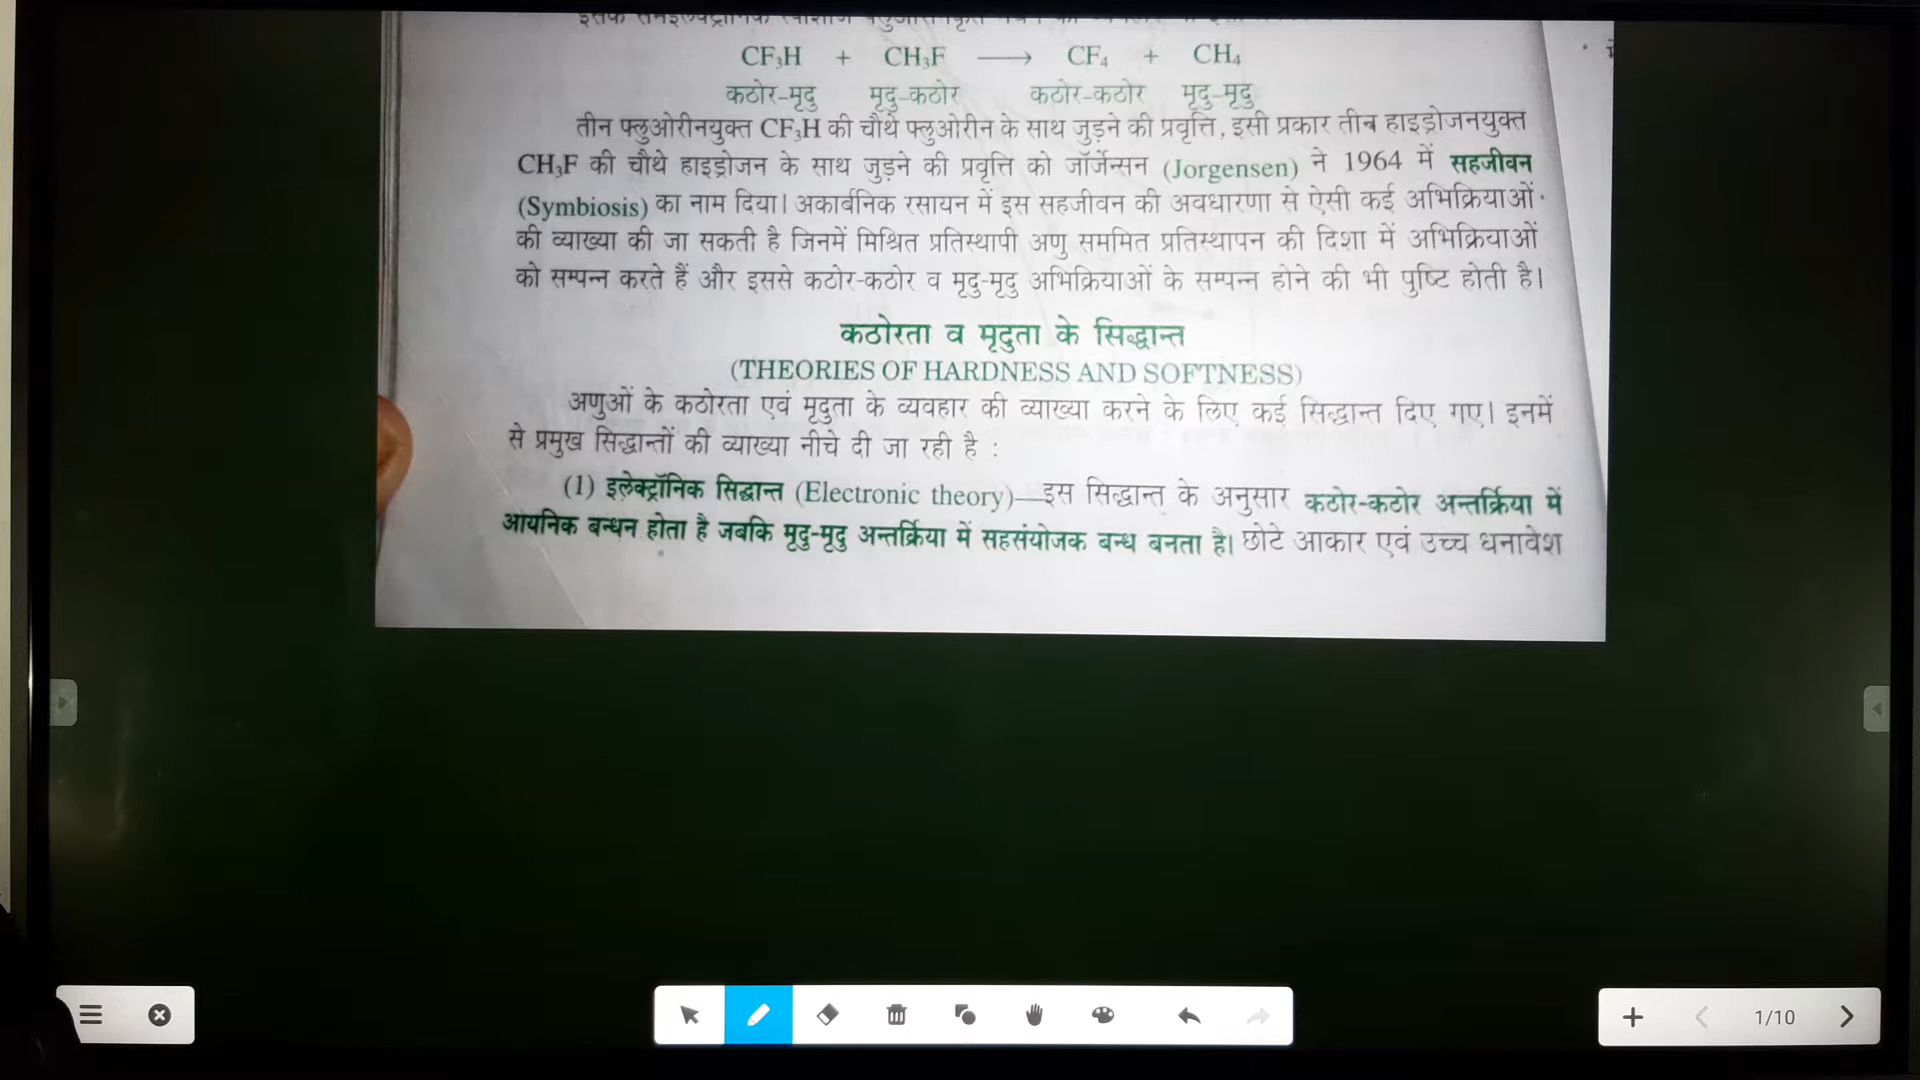 CF₃H + CH₃F ⟶ CF₄ + CH₄
कठोर-मृदु मृदु-कठोर कठोर-कठोर मृदु-मृदु
तीन फ्लुओरीनयुक्त CF₃H की चौथे फ्लुओरीन के साथ जुड़ने की प्रवृत्ति, इसी प्रकार तीन हाइड्रोजनयुक्त
CH₃F की चौथे हाइड्रोजन के साथ जुड़ने की प्रवृत्ति को जॉर्जेन्सन (Jorgensen) ने 1964 में सहजीवन
(Symbiosis) का नाम दिया। अकार्बनिक रसायन में इस सहजीवन की अवधारणा से ऐसी कई अभिक्रियाओं
की व्याख्या की जा सकती है जिनमें मिश्रित प्रतिस्थापी अणु सममित प्रतिस्थापन की दिशा में अभिक्रियाओं
को सम्पन्न करते हैं और इससे कठोर-कठोर व मृदु-मृदु अभिक्रियाओं के सम्पन्न होने की भी पुष्टि होती है।
कठोरता व मृदुता के सिद्धान्त
(THEORIES OF HARDNESS AND SOFTNESS)
अणुओं के कठोरता एवं मृदुता के व्यवहार की व्याख्या करने के लिए कई सिद्धान्त दिए गए। इनमें
से प्रमुख सिद्धान्तों की व्याख्या नीचे दी जा रही है :
(1) इलेक्ट्रॉनिक सिद्धान्त (Electronic theory)—इस सिद्धान्त के अनुसार कठोर-कठोर अन्तर्क्रिया में
आयनिक बन्धन होता है जबकि मृदु-मृदु अन्तर्क्रिया में सहसंयोजक बन्ध बनता है। छोटे आकार एवं उच्च धनावेश
1/10